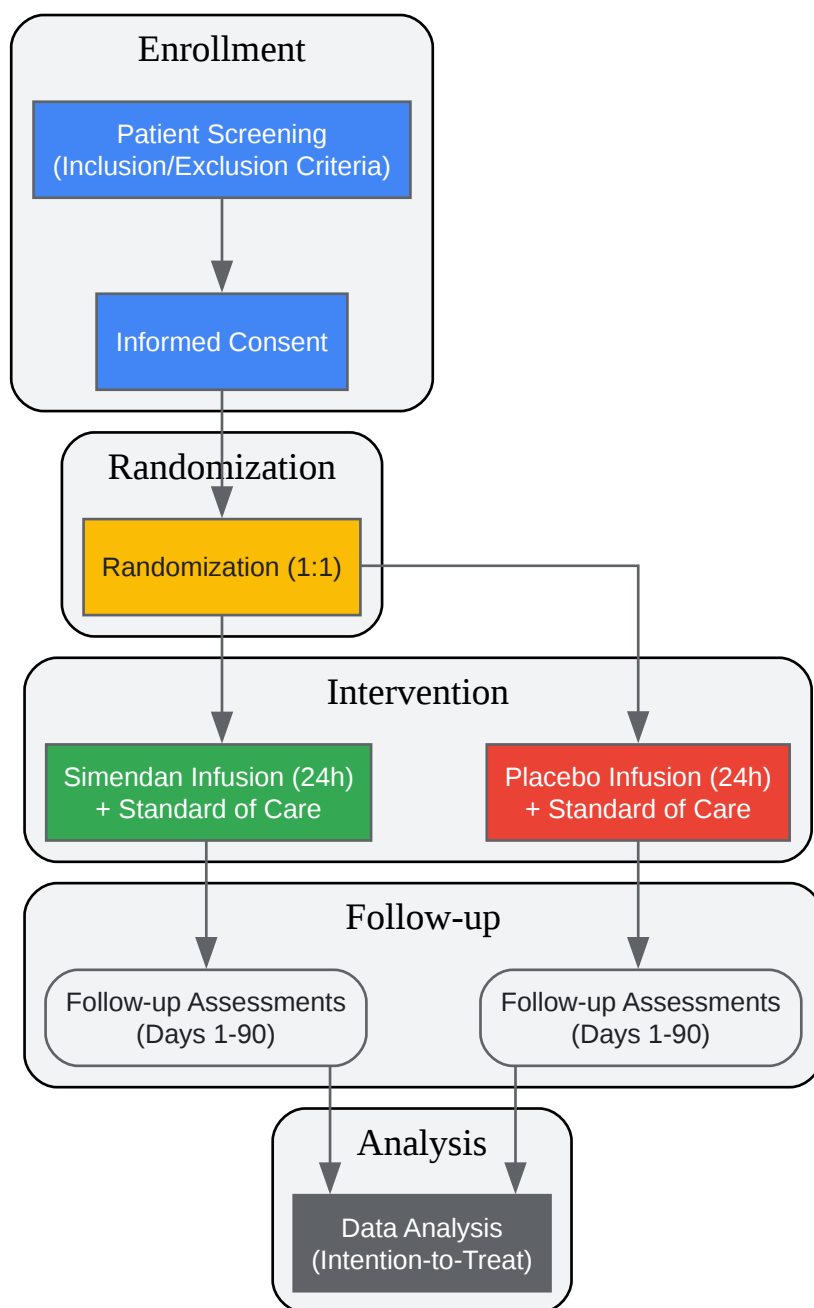 Enrollment
Patient Screening
(Inclusion/Exclusion Criteria)
Informed Consent
Randomization
Randomization (1:1)
Intervention
Simendan Infusion (24h)
+ Standard of Care
Placebo Infusion (24h)
+ Standard of Care
Follow-up
Follow-up Assessments
(Days 1-90)
Follow-up Assessments
(Days 1-90)
Analysis
Data Analysis
(Intention-to-Treat)